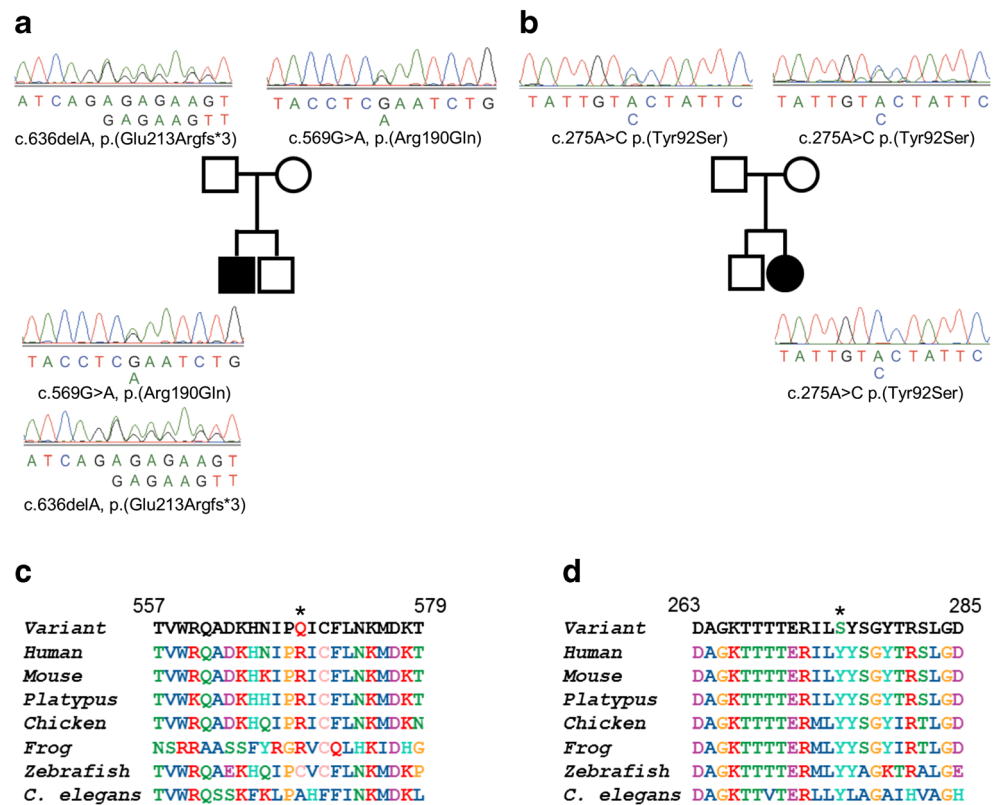 a
b
ATCAGAGAGAAGT
GAGAAGTT
c.636delA, p.(Glu213Argfs*3)
TACCTCGAATCTG
A
c.569G>A, p.(Arg190Gln)
TATTGTACTATTC
C
c.275A>C p.(Tyr92Ser)
TATTGTACTATTC
C
c.275A>C p.(Tyr92Ser)
TACCTCGAATCTG
A
c.569G>A, p.(Arg190Gln)
ATCAGAGAGAAGT
GAGAAGTT
c.636delA, p.(Glu213Argfs*3)
TATTGTACTATTC
C
c.275A>C p.(Tyr92Ser)
c
557 579
*
Variant TVWRQADKHNIPQICFLNKMDKT
Human TVWRQADKHNIPRICFLNKMDKT
Mouse TVWRQADKHKIPRICFLNKMDKT
Platypus TVWKQADKHHIPRICFLNKMDKT
Chicken TVWRQADKHQIPRICFLNKMDKN
Frog NSRRAASSFYRGRVCQLHKIDHG
Zebrafish TVWRQAEKHQIPCVCFLNKMDKP
C. elegans TVWRQSSKFKLPAHFFINKMDKL
d
263 285
*
Variant DAGKTTTTERILSYSGYTRSLGD
Human DAGKTTTTERILYYSGYTRSLGD
Mouse DAGKTTTTERILYYSGYTRSLGD
Platypus DAGKTTTTERILYYSGYTRSLGD
Chicken DAGKTTTTERMLYYSGYIRTLGD
Frog DAGKTTTTERMLYYSGYIRTLGD
Zebrafish DAGKTTTTERMLYYAGKTRALGE
C. elegans DAGKTTVTERLLYLAGAIHVAGH